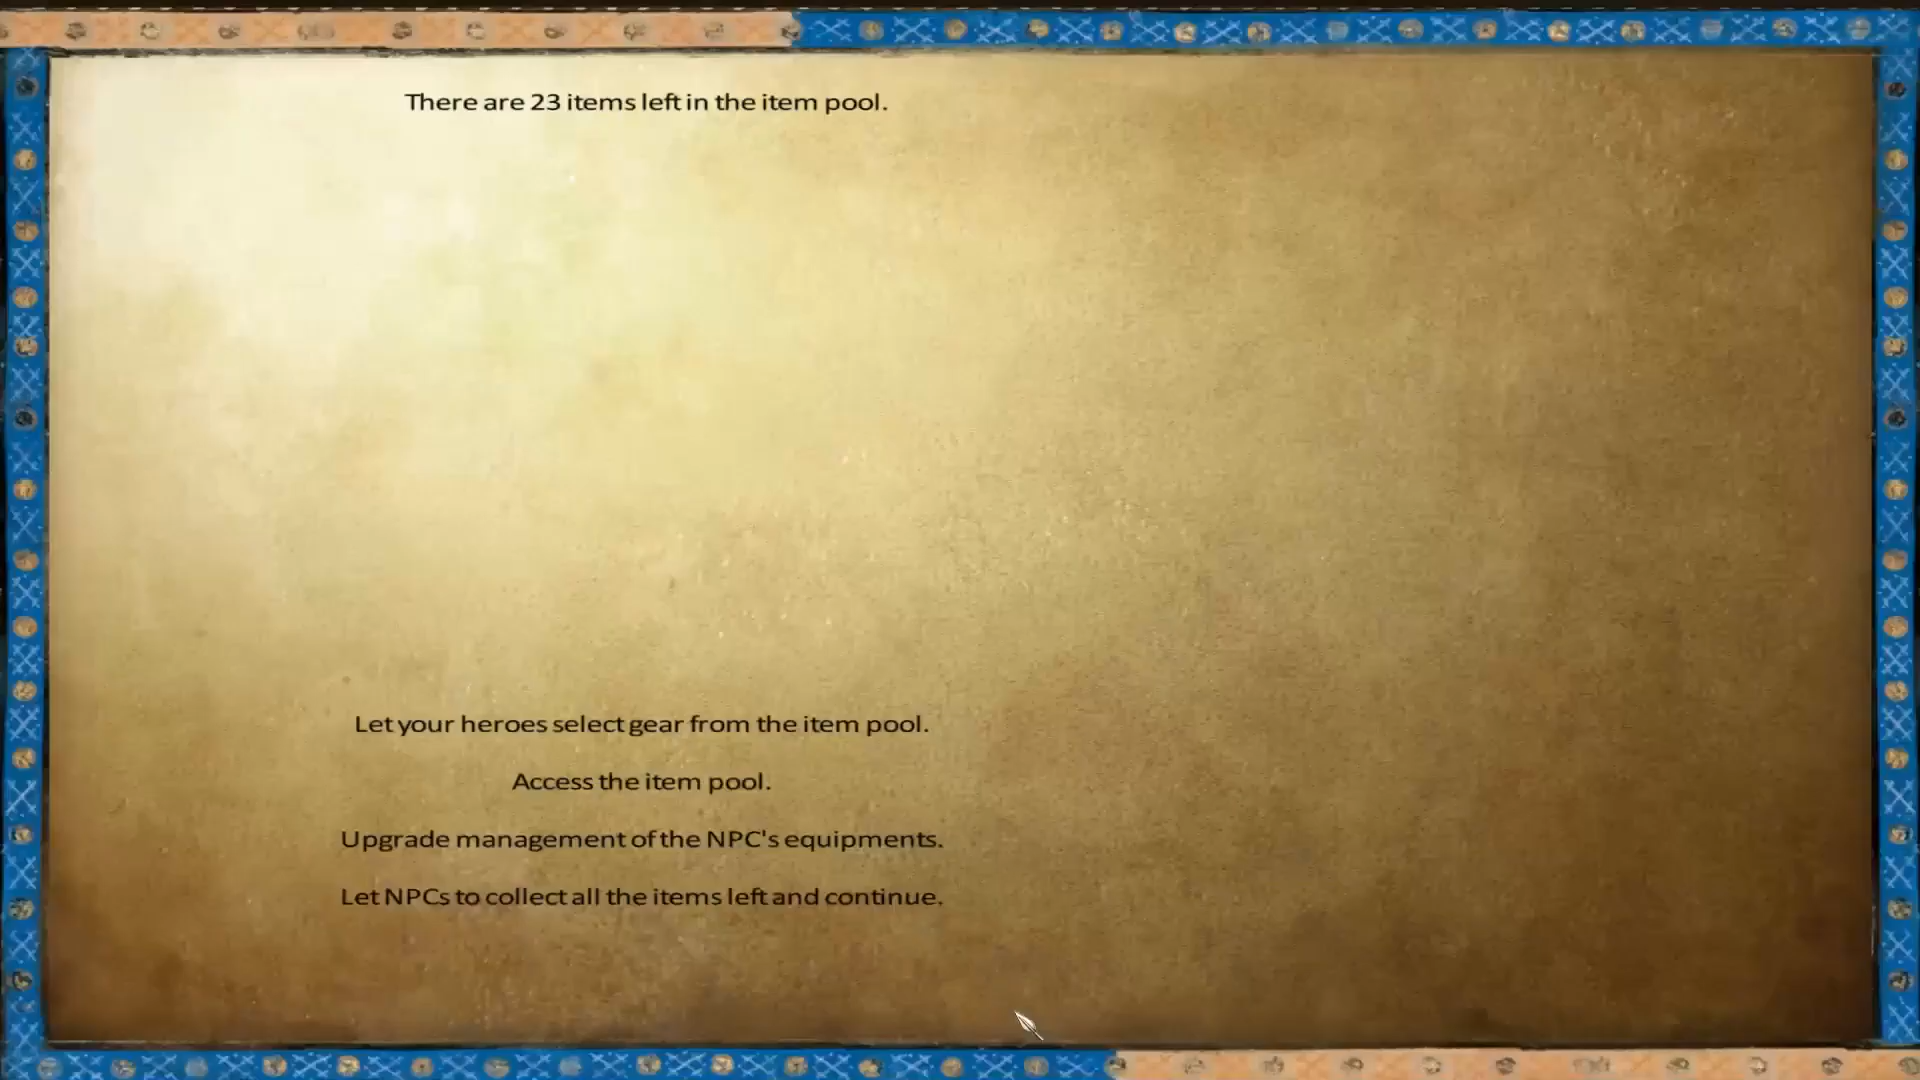 There are 23 items left in the item pool.
Let your heroes select gear from the item pool.
Access the item pool.
Upgrade management of the NPC's equipments.
Let NPCs to collect all the items left and continue.